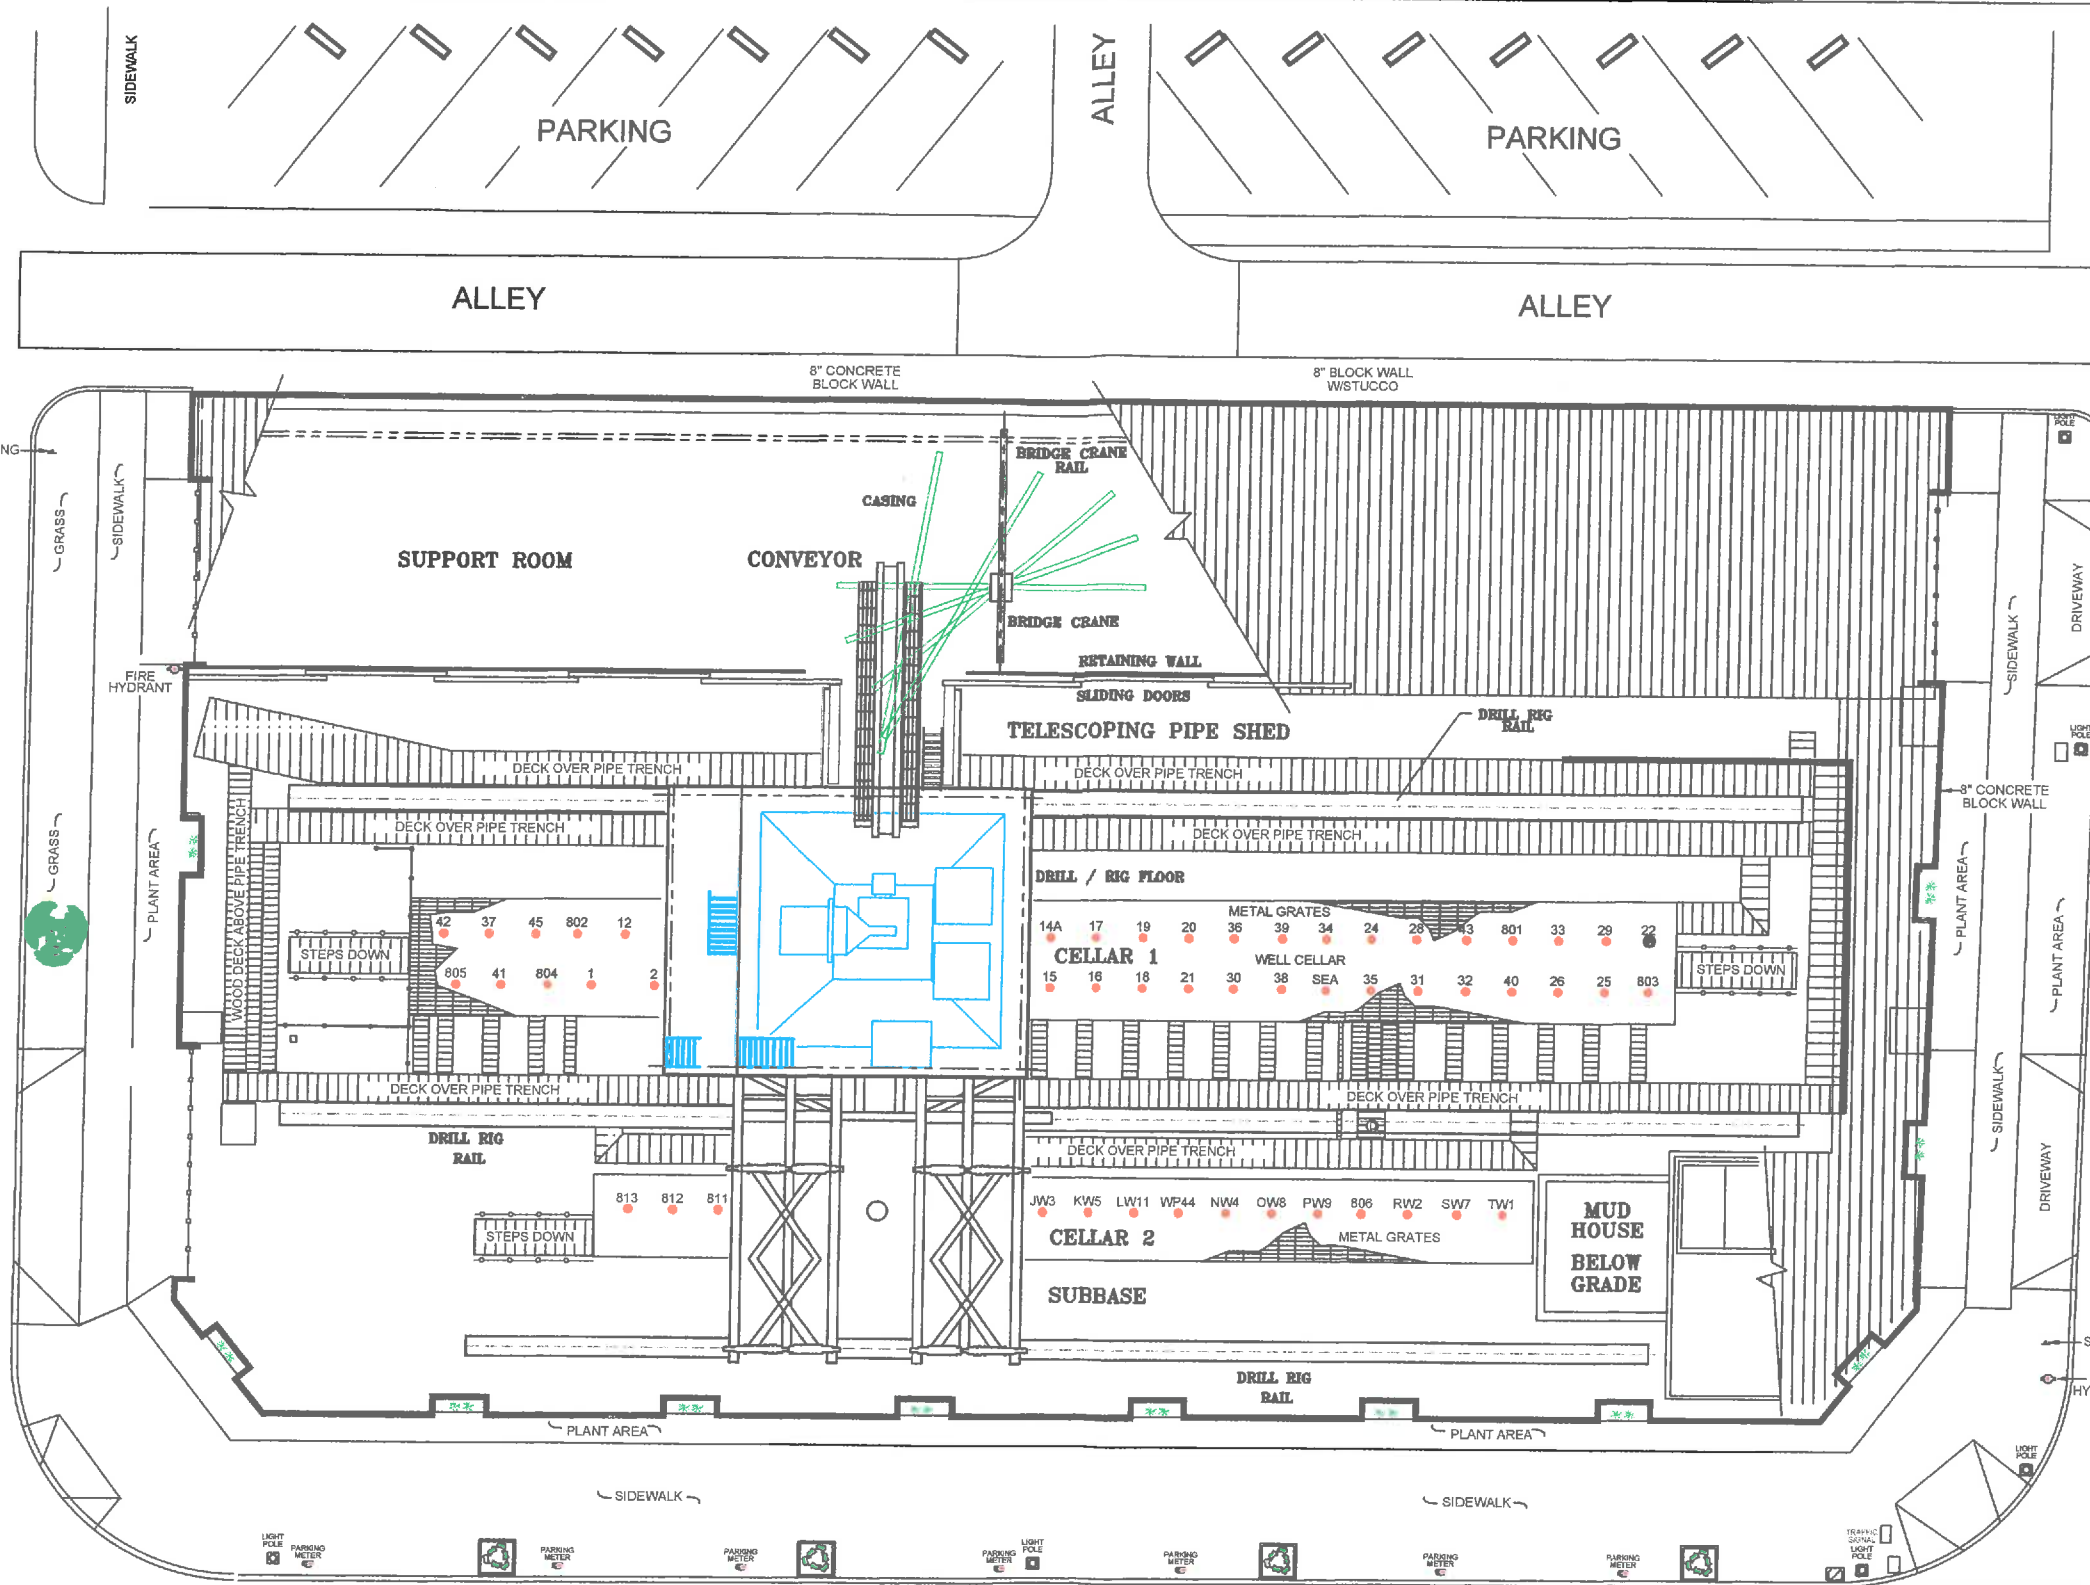 SIDEWALK
PARKING
ALLEY
PARKING
ALLEY
ALLEY
8" CONCRETE
BLOCK WALL
8" BLOCK WALL
W/STUCCO
LIGHT
POLE
NG
GRASS
SIDEWALK
BRIDGE CRANE
RAIL
CASING
SUPPORT ROOM
CONVEYOR
BRIDGE CRANE
RETAINING WALL
SLIDING DOORS
DRIVEWAY
SIDEWALK
FIRE
HYDRANT
TELESCOPING PIPE SHED
DRILL RIG
RAIL
LIGHT
POLE
DECK OVER PIPE TRENCH
DECK OVER PIPE TRENCH
8" CONCRETE
BLOCK WALL
DECK OVER PIPE TRENCH
DECK OVER PIPE TRENCH
GRASS
PLANT AREA
WOOD DECK ABOVE PIPE TRENCH
DRILL / RIG FLOOR
PLANT AREA
PLANT AREA
METAL GRATES
42 37 45 802 12
14A 17 19 20 36 39 34 24 28 43 801 33 29 22
STEPS DOWN
CELLAR 1
WELL CELLAR
STEPS DOWN
805 41 804 1 2
15 16 18 21 30 38 SEA 35 31 32 40 26 25 803
DECK OVER PIPE TRENCH
DECK OVER PIPE TRENCH
SIDEWALK
DRILL RIG
RAIL
DECK OVER PIPE TRENCH
DRIVEWAY
813 812 811
JW3 KW5 LW11 WP44 NW4 OW8 PW9 806 RW2 SW7 TW1
STEPS DOWN
CELLAR 2
METAL GRATES
MUD
HOUSE
BELOW
GRADE
SUBBASE
S
DRILL RIG
RAIL
HY
PLANT AREA
PLANT AREA
LIGHT
POLE
SIDEWALK
SIDEWALK
LIGHT
POLE
PARKING
METER
PARKING
METER
PARKING
METER
PARKING
METER
LIGHT
POLE
PARKING
METER
PARKING
METER
PARKING
METER
TRAFFIC
SIGNAL
LIGHT
POLE